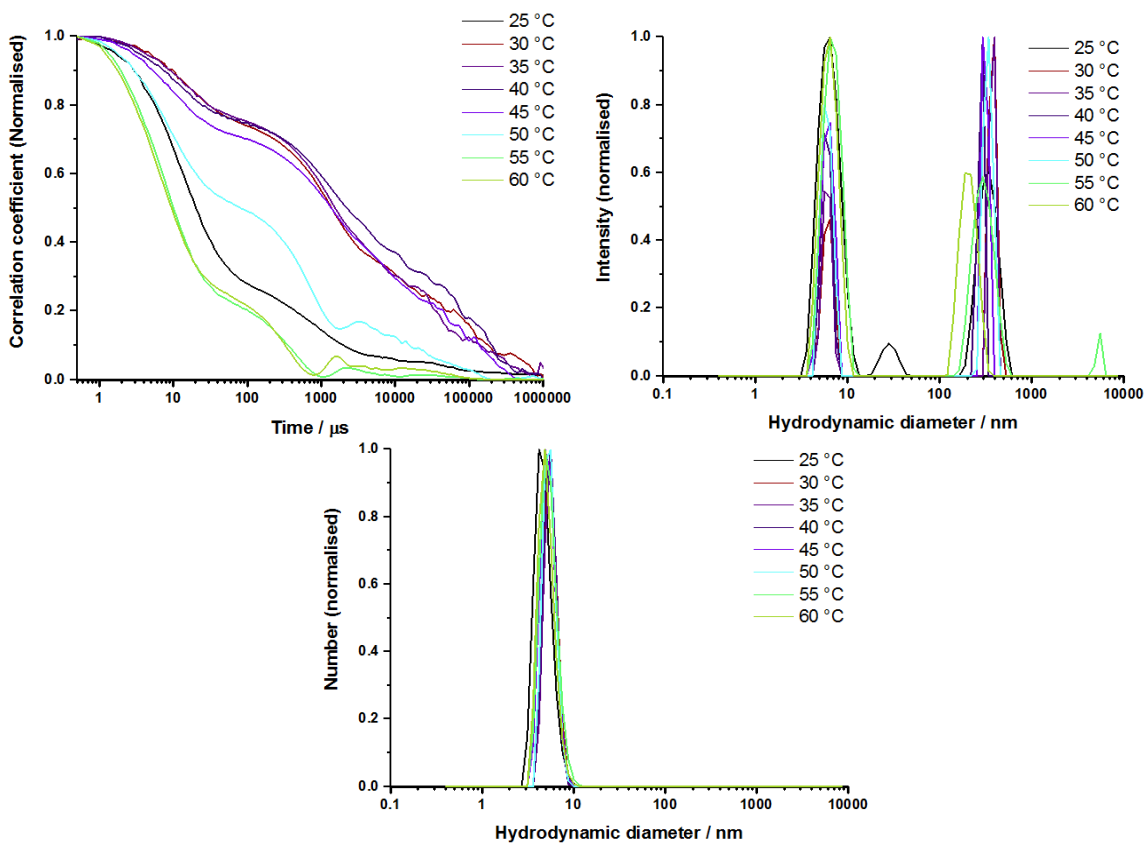 Correlation coefficient (Normalised)
1.0
0.8
0.6
0.4
0.2
0.0
1
10
100
1000
10000
100000
1000000
Time / μs
25 °C
30 °C
35 °C
40 °C
45 °C
50 °C
55 °C
60 °C
Intensity (normalised)
1.0
0.8
0.6
0.4
0.2
0.0
0.1
1
10
100
1000
10000
Hydrodynamic diameter / nm
25 °C
30 °C
35 °C
40 °C
45 °C
50 °C
55 °C
60 °C
Number (normalised)
1.0
0.8
0.6
0.4
0.2
0.0
0.1
1
10
100
1000
10000
Hydrodynamic diameter / nm
25 °C
30 °C
35 °C
40 °C
45 °C
50 °C
55 °C
60 °C